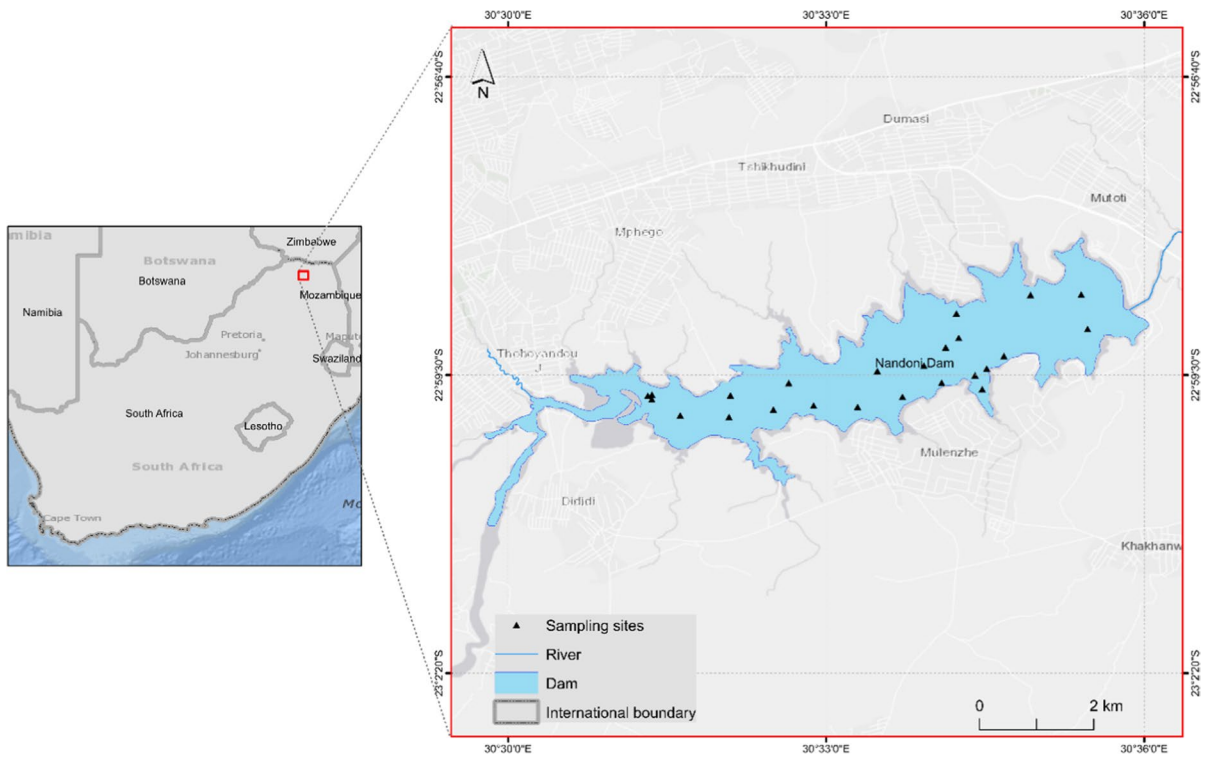 30°30'0"E
30°33'0"E
30°36'0"E
22°56'40"S
22°56'40"S
N
Dumasi
Tshikhudini
Mutoti
Mphego
Zimbabwe
mibia
Botswana
Botswana
Mozambique
Namibia
Pretoria
Maputo
Johannesburg
Swaziland
Thohoyandou
J
Nandoni Dam
22°59'30"S
22°59'30"S
South Africa
Lesotho
Mulenzhe
South Africa
Dididi
Mo
Cape Town
Khakhanw
Sampling sites
River
Dam
International boundary
23°2'20"S
23°2'20"S
0 2 km
30°30'0"E
30°33'0"E
30°36'0"E